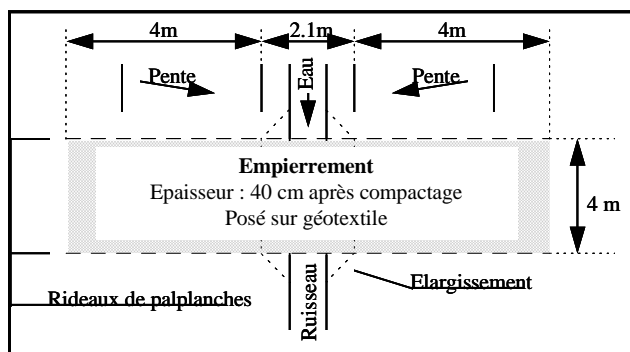 4m 2.1m 4m
Pente Eau Pente
Empierrement
Epaisseur : 40 cm après compactage
Posé sur géotextile
4 m
Rideaux de palplanches
Ruisseau
Elargissement